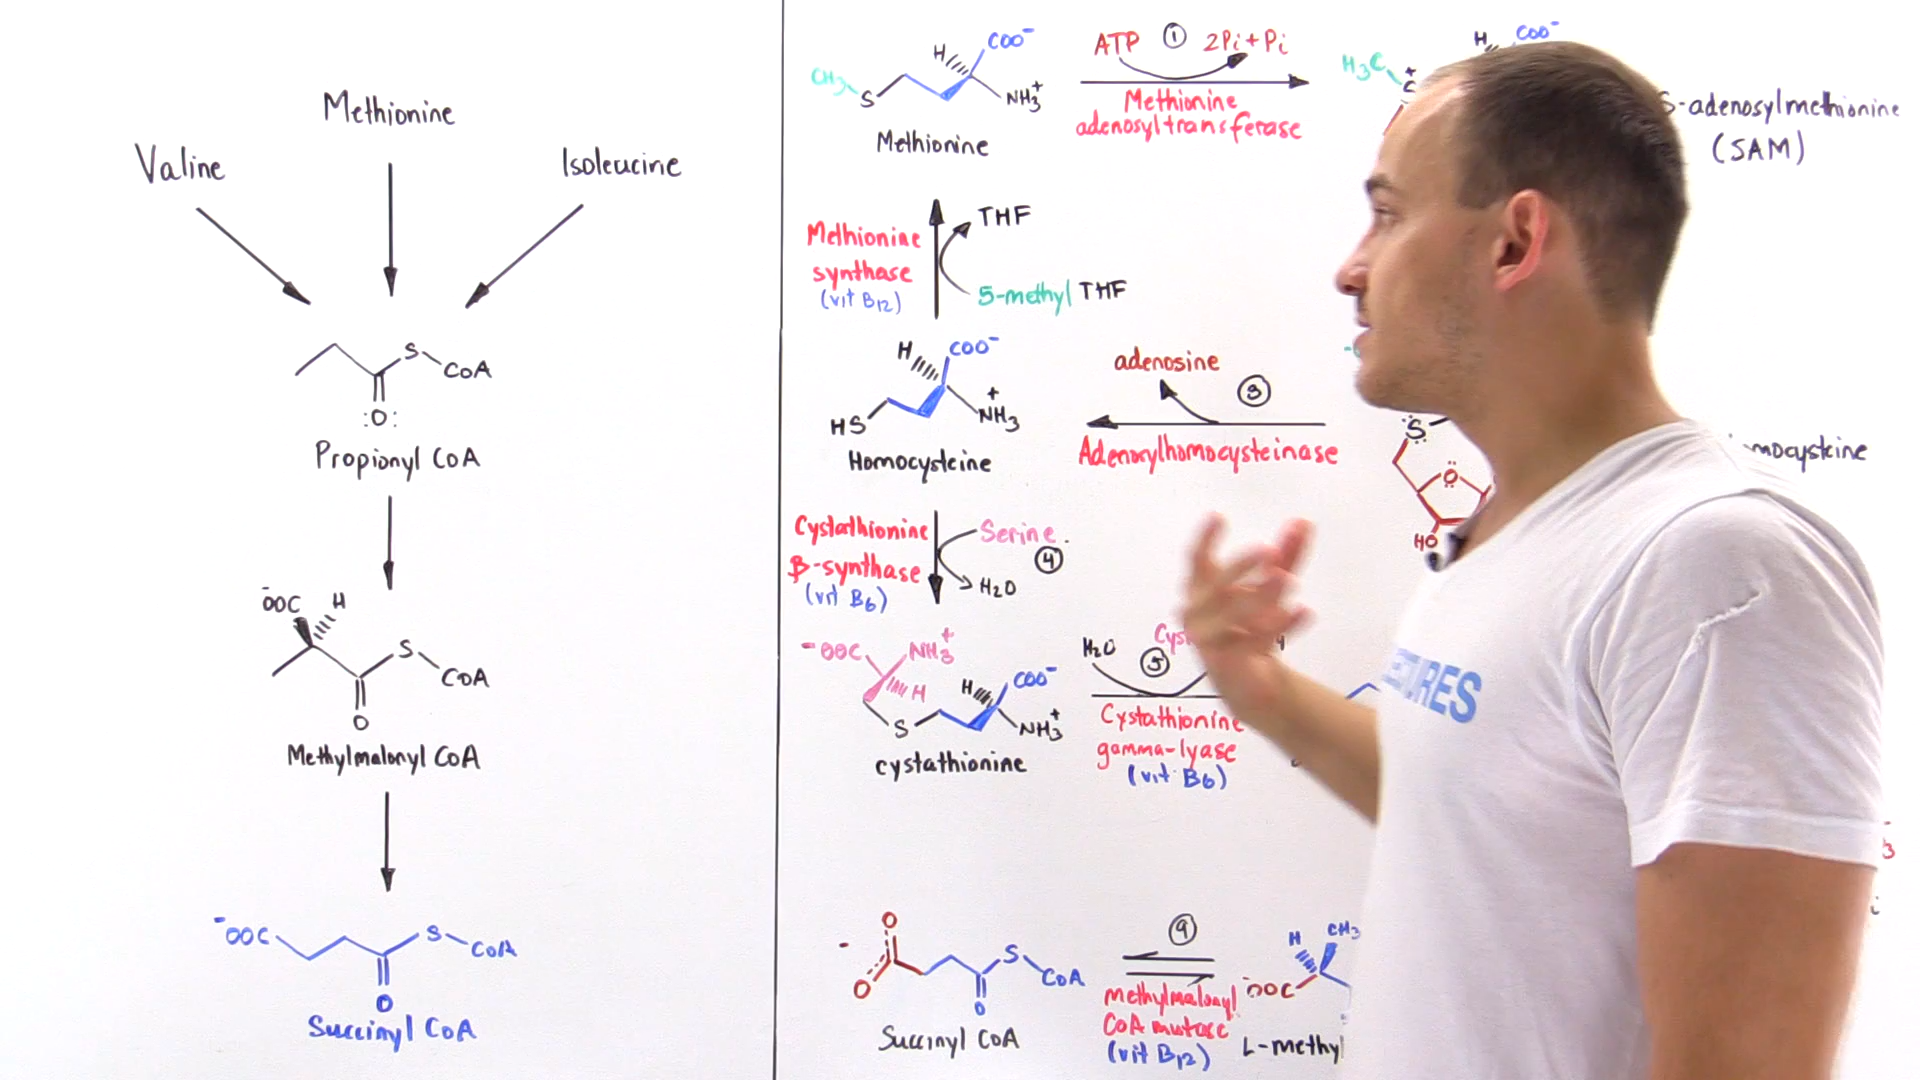 Methionine
Valine
Isoleucine
S
CoA
:O:
Propionyl CoA
-OOC
H
S
CoA
O
Methylmalonyl CoA
-OOC
S
CoA
O
Succinyl CoA
CH3
S
H
COO-
NH3+
Methionine
ATP
1
2Pi+Pi
Methionine
adenosyltransferase
H3C
S+
H
COO-
S-adenosylmethionine
(SAM)
Methionine
synthase
(vit B12)
THF
5-methyl THF
H
COO-
HS
NH3+
Homocysteine
adenosine
3
Adenosylhomocysteinase
S
O
HO
Cystathionine
β-synthase
(vit B6)
Serine
4
H2O
-OOC
NH3+
H
S
H
COO-
NH3+
cystathionine
H2O
5
Cystathionine
gamma-lyase
(vit B6)
O
O
-
S
CoA
O
Succinyl CoA
9
Methylmalonyl
CoA mutase
(vit B12)
H
CH3
-OOC
L-methyl